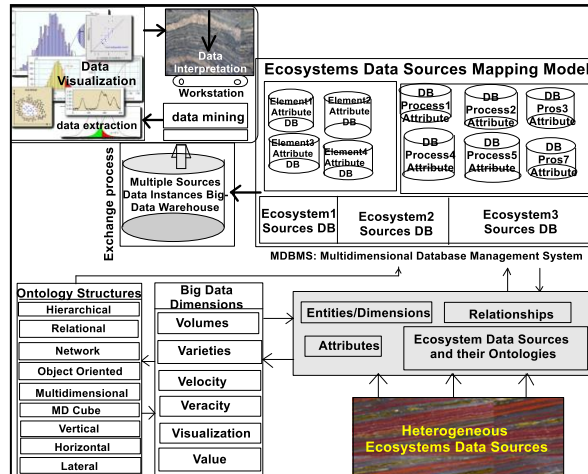 Data
Visualization
data extraction
Data
Interpretation
Workstation
data mining
Ecosystems Data Sources Mapping Model
Element1
Attribute
DB
Element2
Attribute
DB
Element3
Attribute
DB
Element4
Attribute
DB
DB
Process1
Attribute
DB
Process2
Attribute
DB
Pros3
Attribute
DB
Process4
Attribute
DB
Process5
Attribute
DB
Pros7
Attribute
Exchange process
Multiple Sources
Data Instances Big-
Data Warehouse
Ecosystem1
Sources DB
Ecosystem2
Sources DB
Ecosystem3
Sources DB
MDBMS: Multidimensional Database Management System
Ontology Structures
Hierarchical
Relational
Network
Object Oriented
Multidimensional
MD Cube
Vertical
Horizontal
Lateral
Big Data
Dimensions
Volumes
Varieties
Velocity
Veracity
Visualization
Value
Entities/Dimensions
Relationships
Attributes
Ecosystem Data Sources
and their Ontologies
Heterogeneous
Ecosystems Data Sources